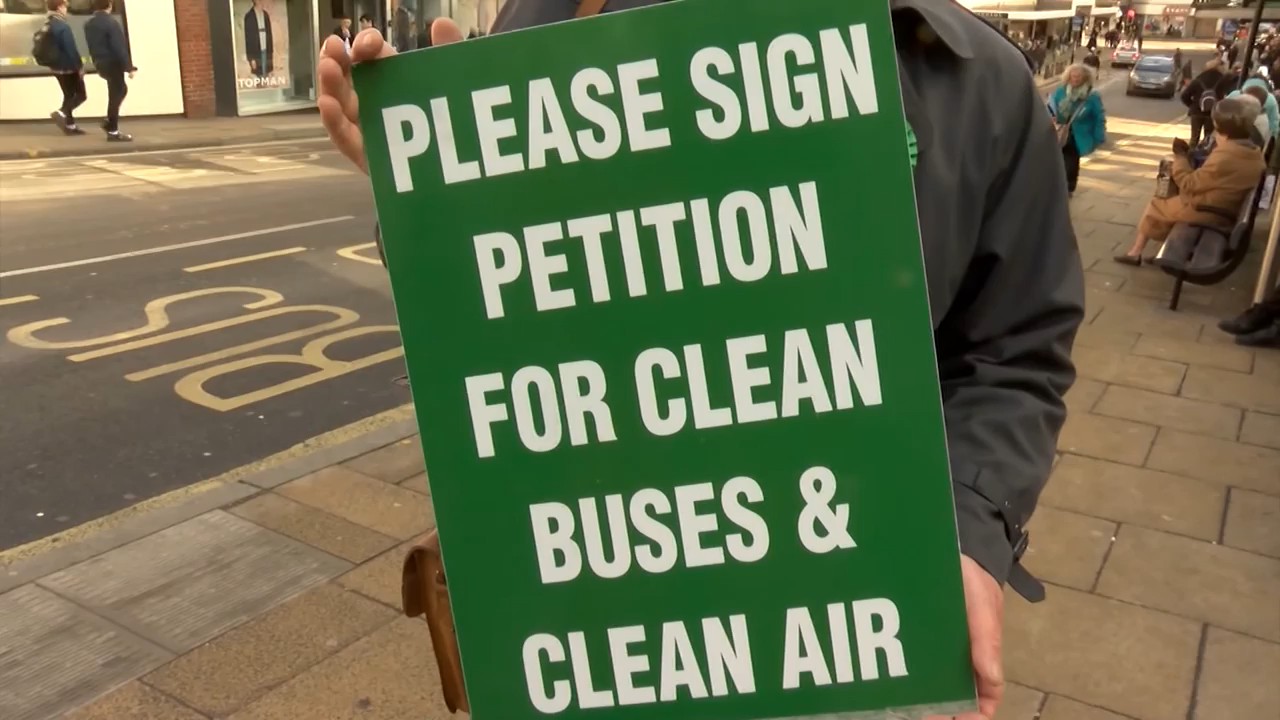 TOPMAN
PLEASE SIGN
PETITION
FOR CLEAN
BUSES &
CLEAN AIR
BUS